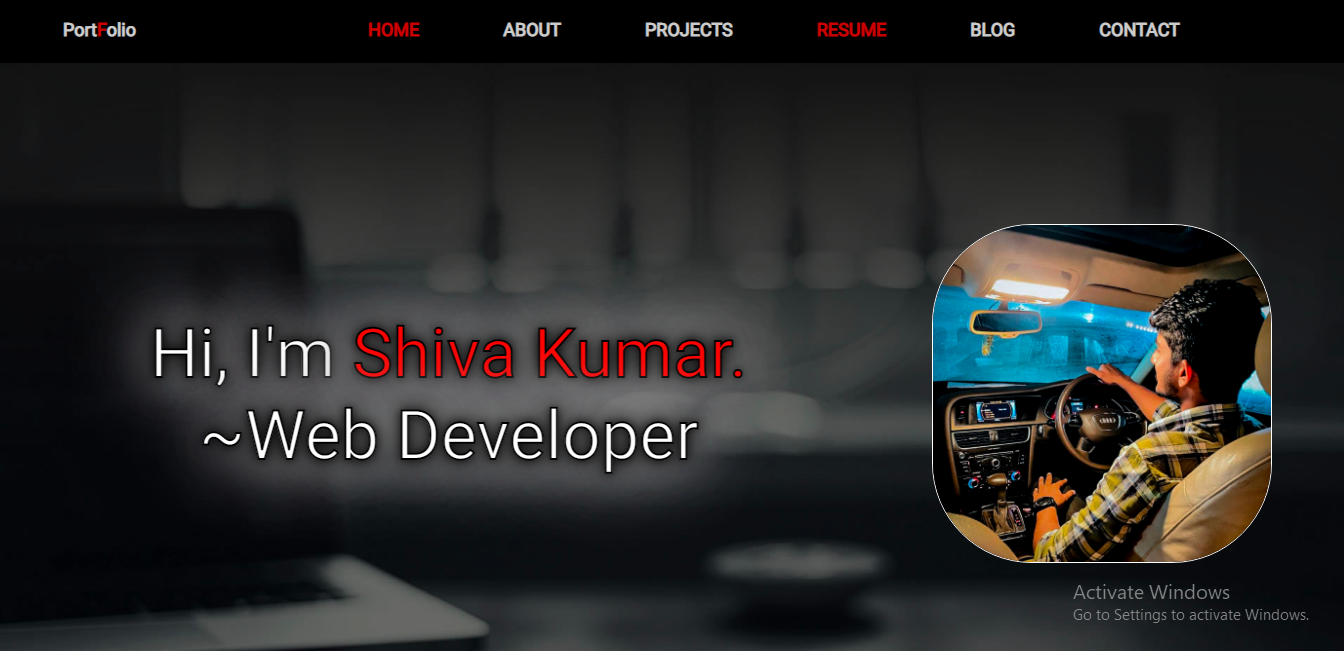 PortFolio HOME ABOUT PROJECTS RESUME BLOG CONTACT
Hi, I'm Shiva Kumar.
~Web Developer
Activate Windows
Go to Settings to activate Windows.